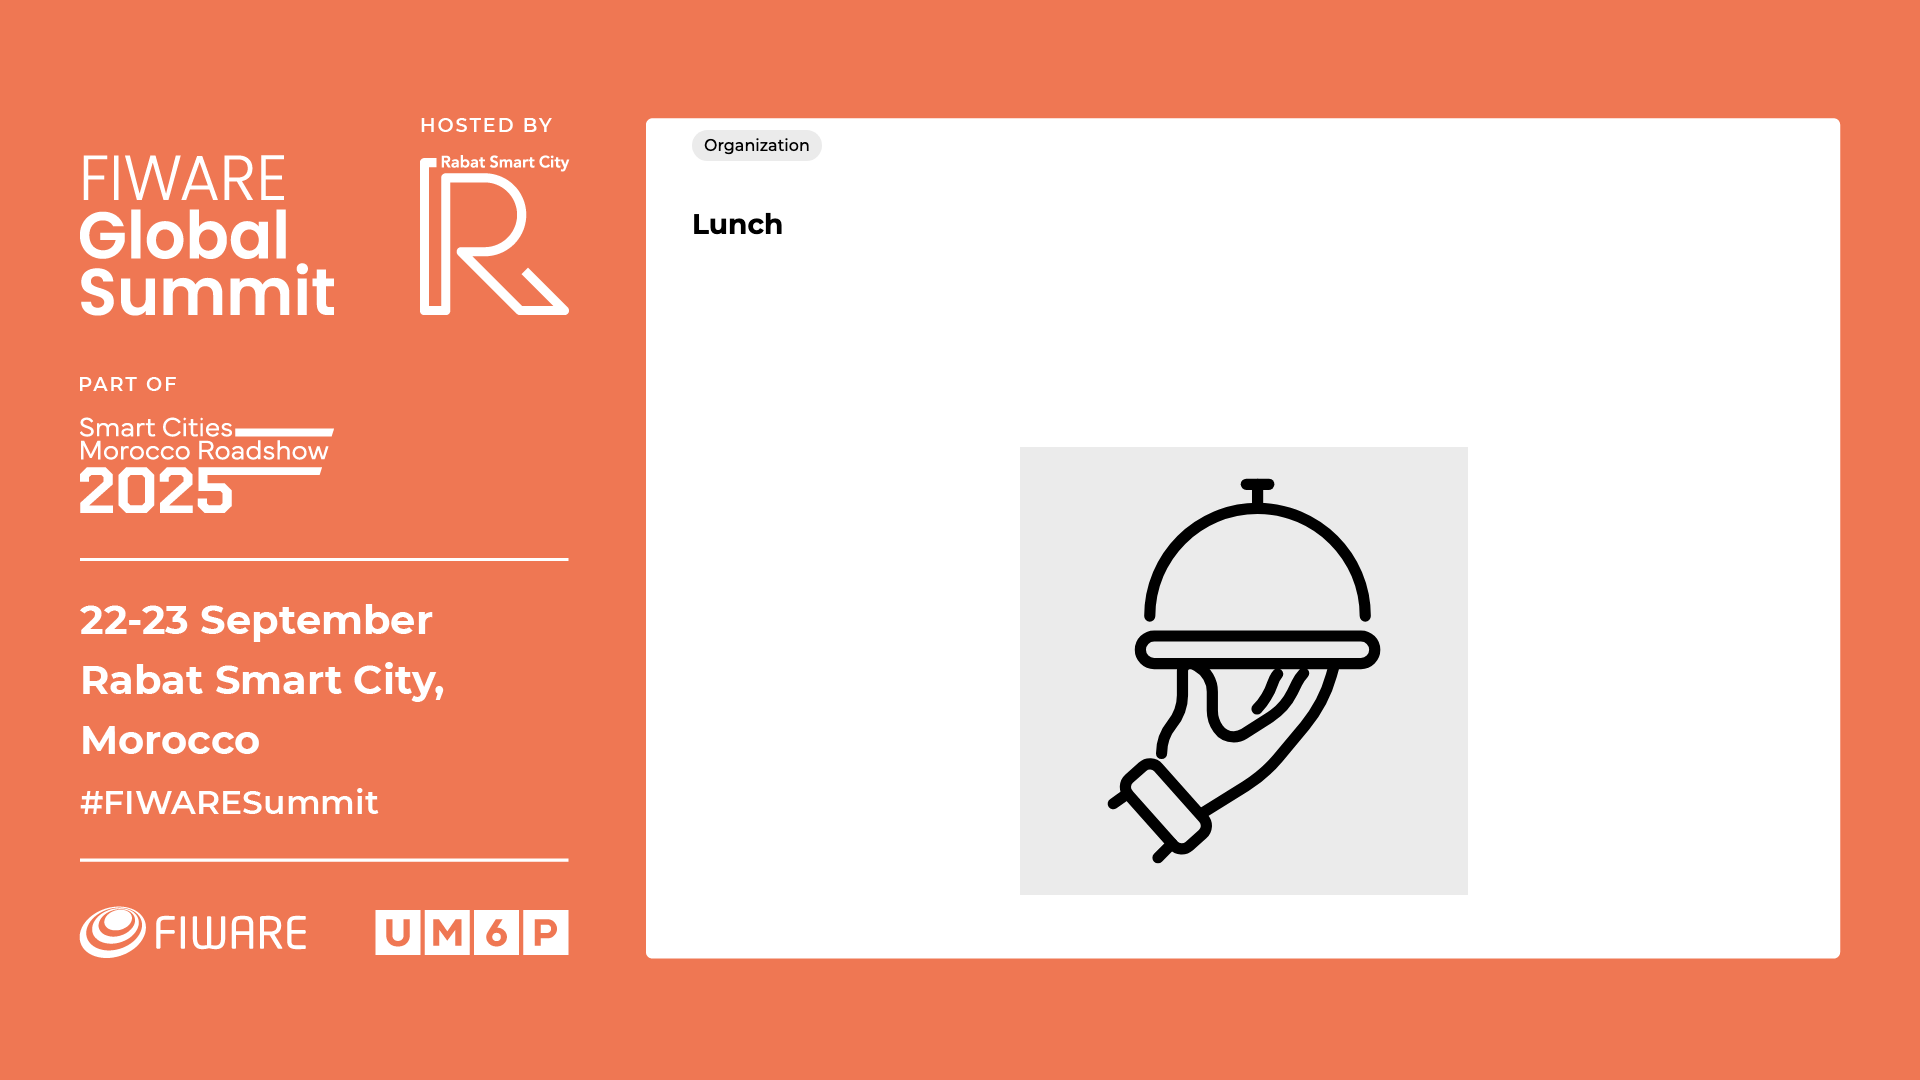 FIWARE
Global
Summit
HOSTED BY
Rabat Smart City
R
PART OF
Smart Cities
Morocco Roadshow
2025
22-23 September
Rabat Smart City,
Morocco
#FIWARESummit
FIWARE
UM6P
Organization
Lunch